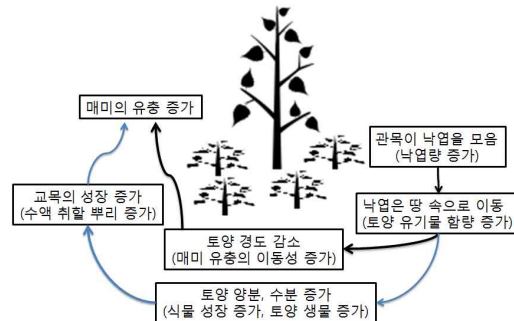 매미의 유충 증가
관목이 낙엽을 모음
(낙엽량 증가)
교목의 성장 증가
(수액 취할 뿌리 증가)
낙엽은 땅 속으로 이동
(토양 유기물 함량 증가)
토양 경도 감소
(매미 유충의 이동성 증가)
토양 양분, 수분 증가
(식물 성장 증가, 토양 생물 증가)